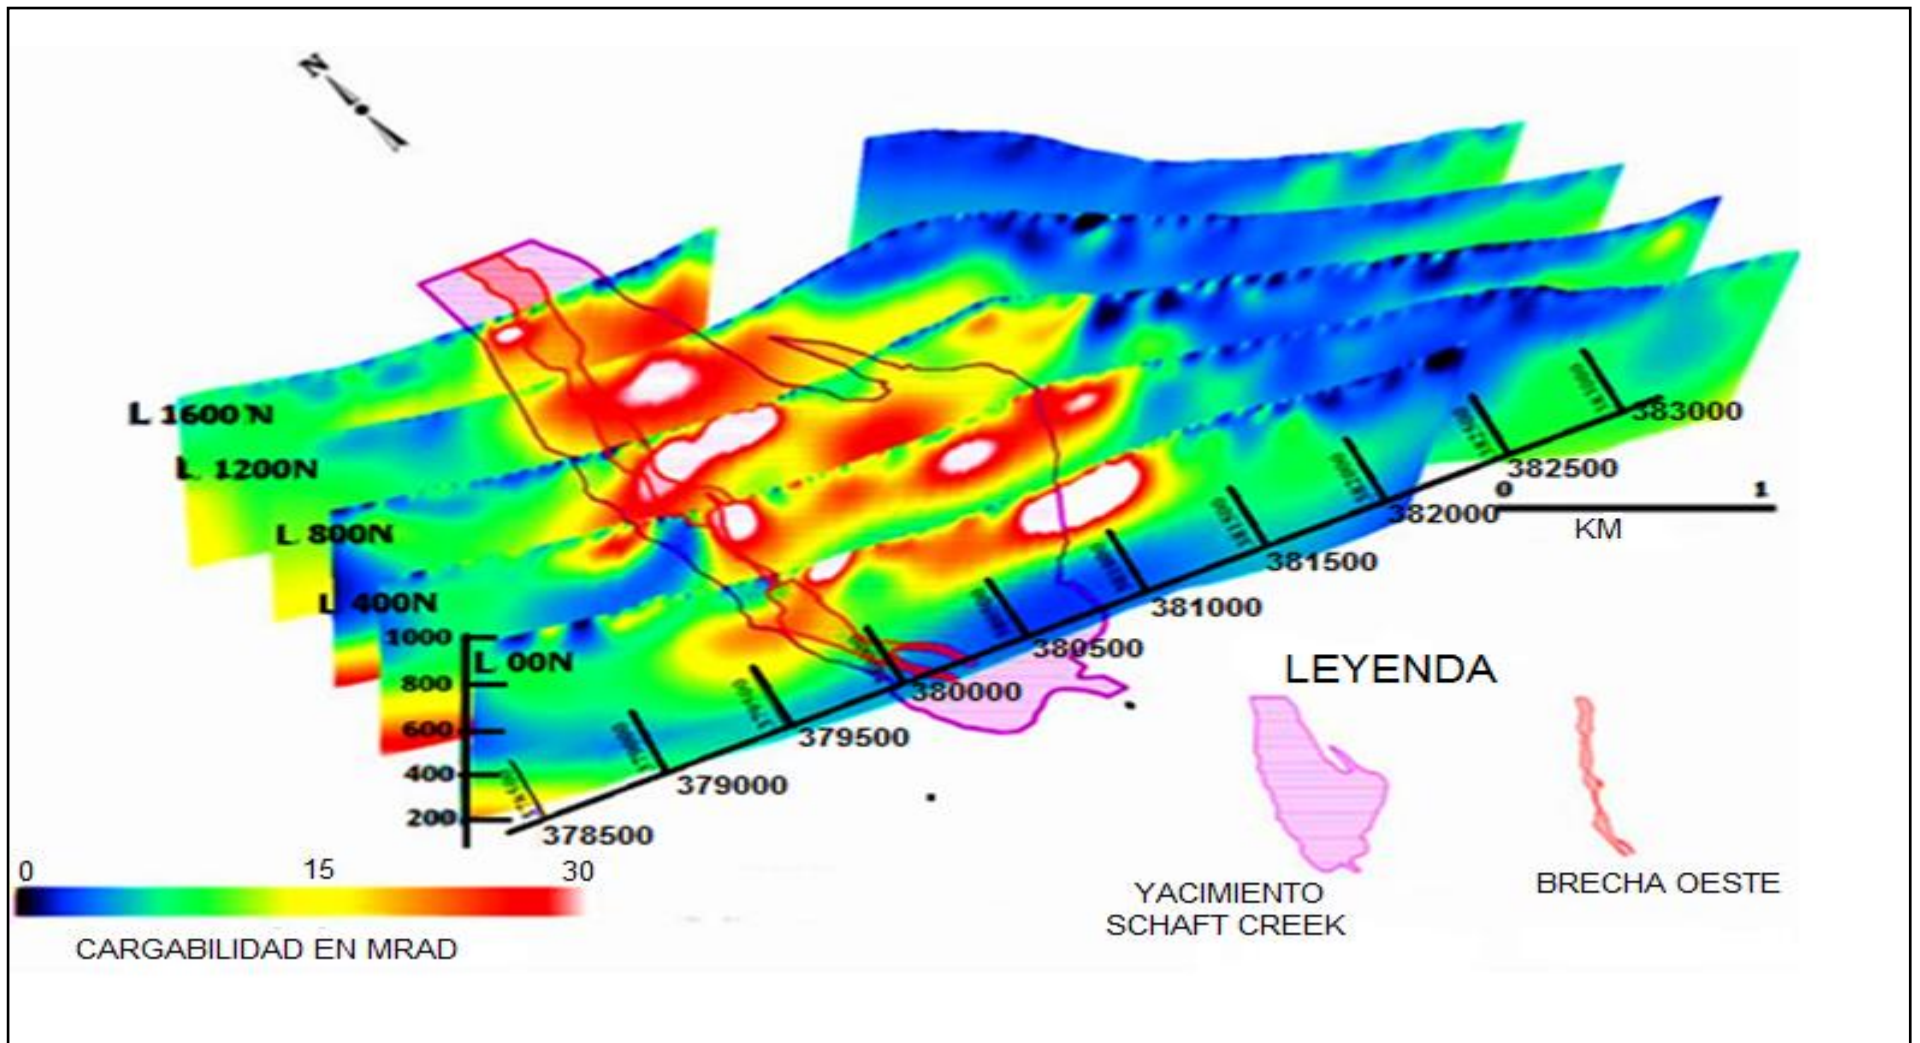 N
L 1600 N
L 1200N
L 800N
L 400N
L 00N
1000
800
600
400
200
378500
379000
379500
380000
380500
381000
381500
382000
382500
383000
0 1
KM
0 15 30
CARGABILIDAD EN MRAD
LEYENDA
YACIMIENTO
SCHAFT CREEK
BRECHA OESTE